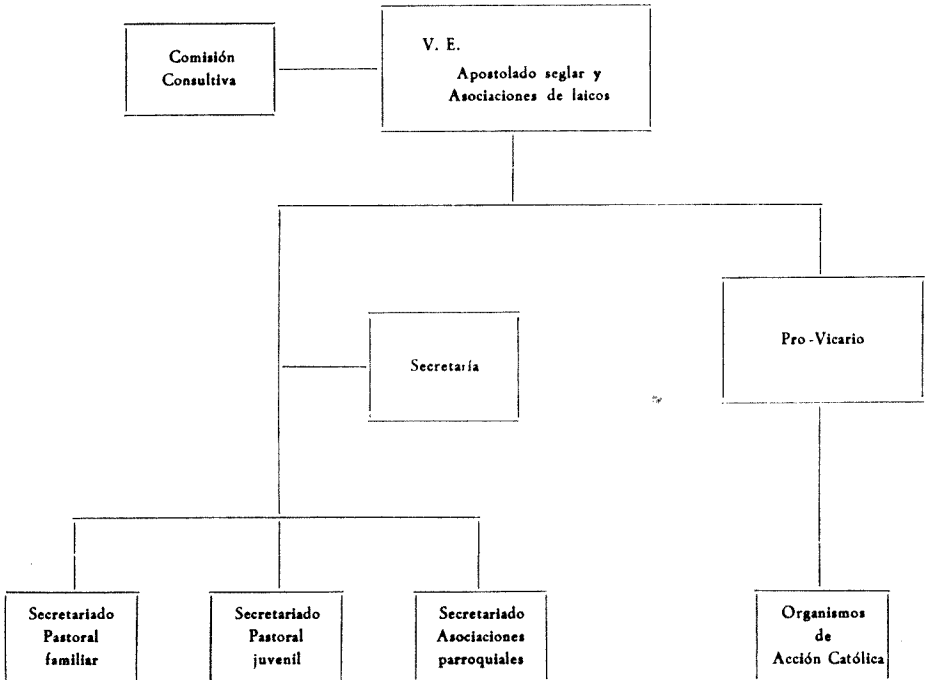 Comisión
Consultiva
V. E.
Apostolado seglar y
Asociaciones de laicos
Secretaría
Pro-Vicario
Secretariado
Pastoral
familiar
Secretariado
Pastoral
juvenil
Secretariado
Asociaciones
parroquiales
Organismos
de
Acción Católica